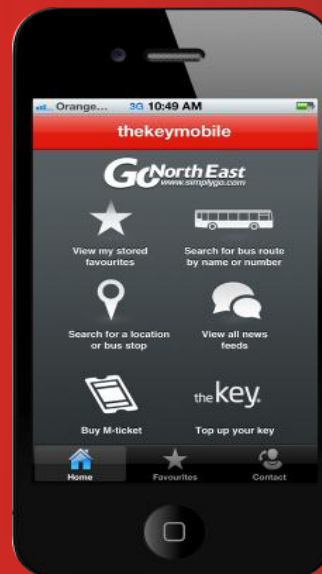 Orange... 3G 10:49 AM
thekeymobile
Go North East
www.simplygo.com
View my stored
favourites
Search for bus route
by name or number
Search for a location
or bus stop
View all news
feeds
the key.
Buy M-ticket
Top up your key
Home Favourites Contact